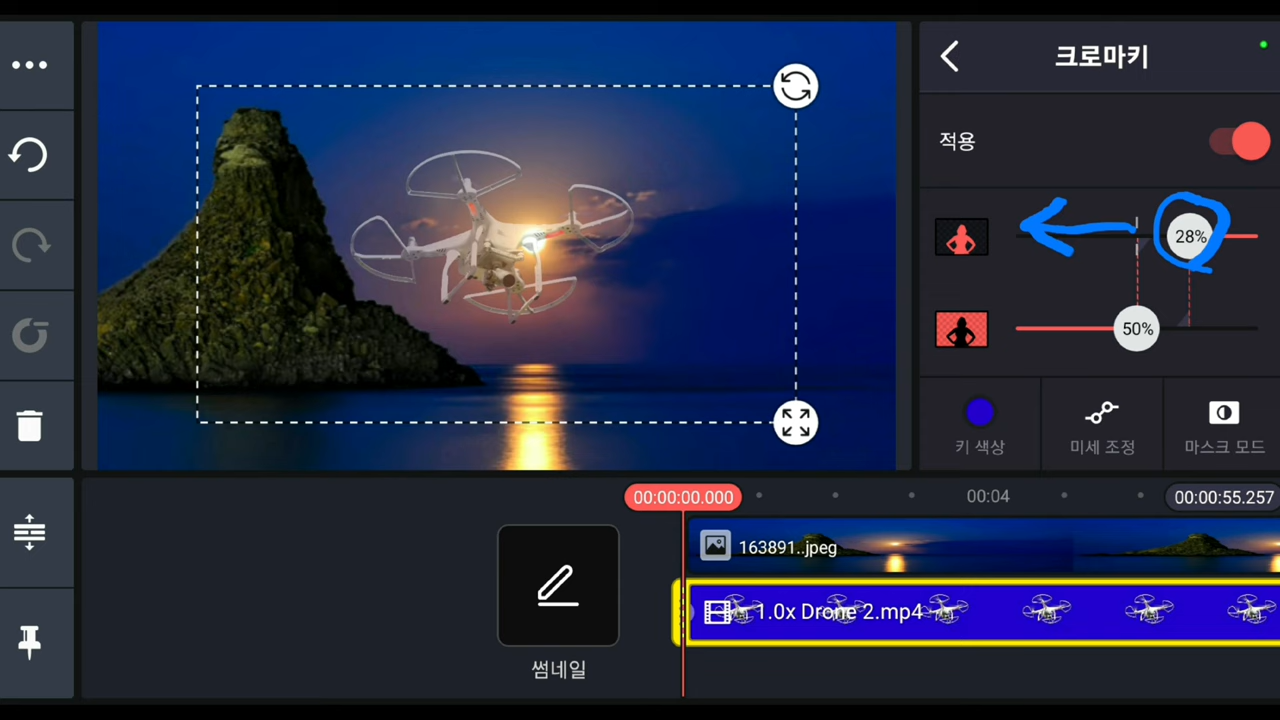 크로마키
적용
28%
50%
키 색상
미세 조정
마스크 모드
00:00:00.000
00:04
00:00:55.257
163891..jpeg
1.0x Drone 2.mp4
썸네일